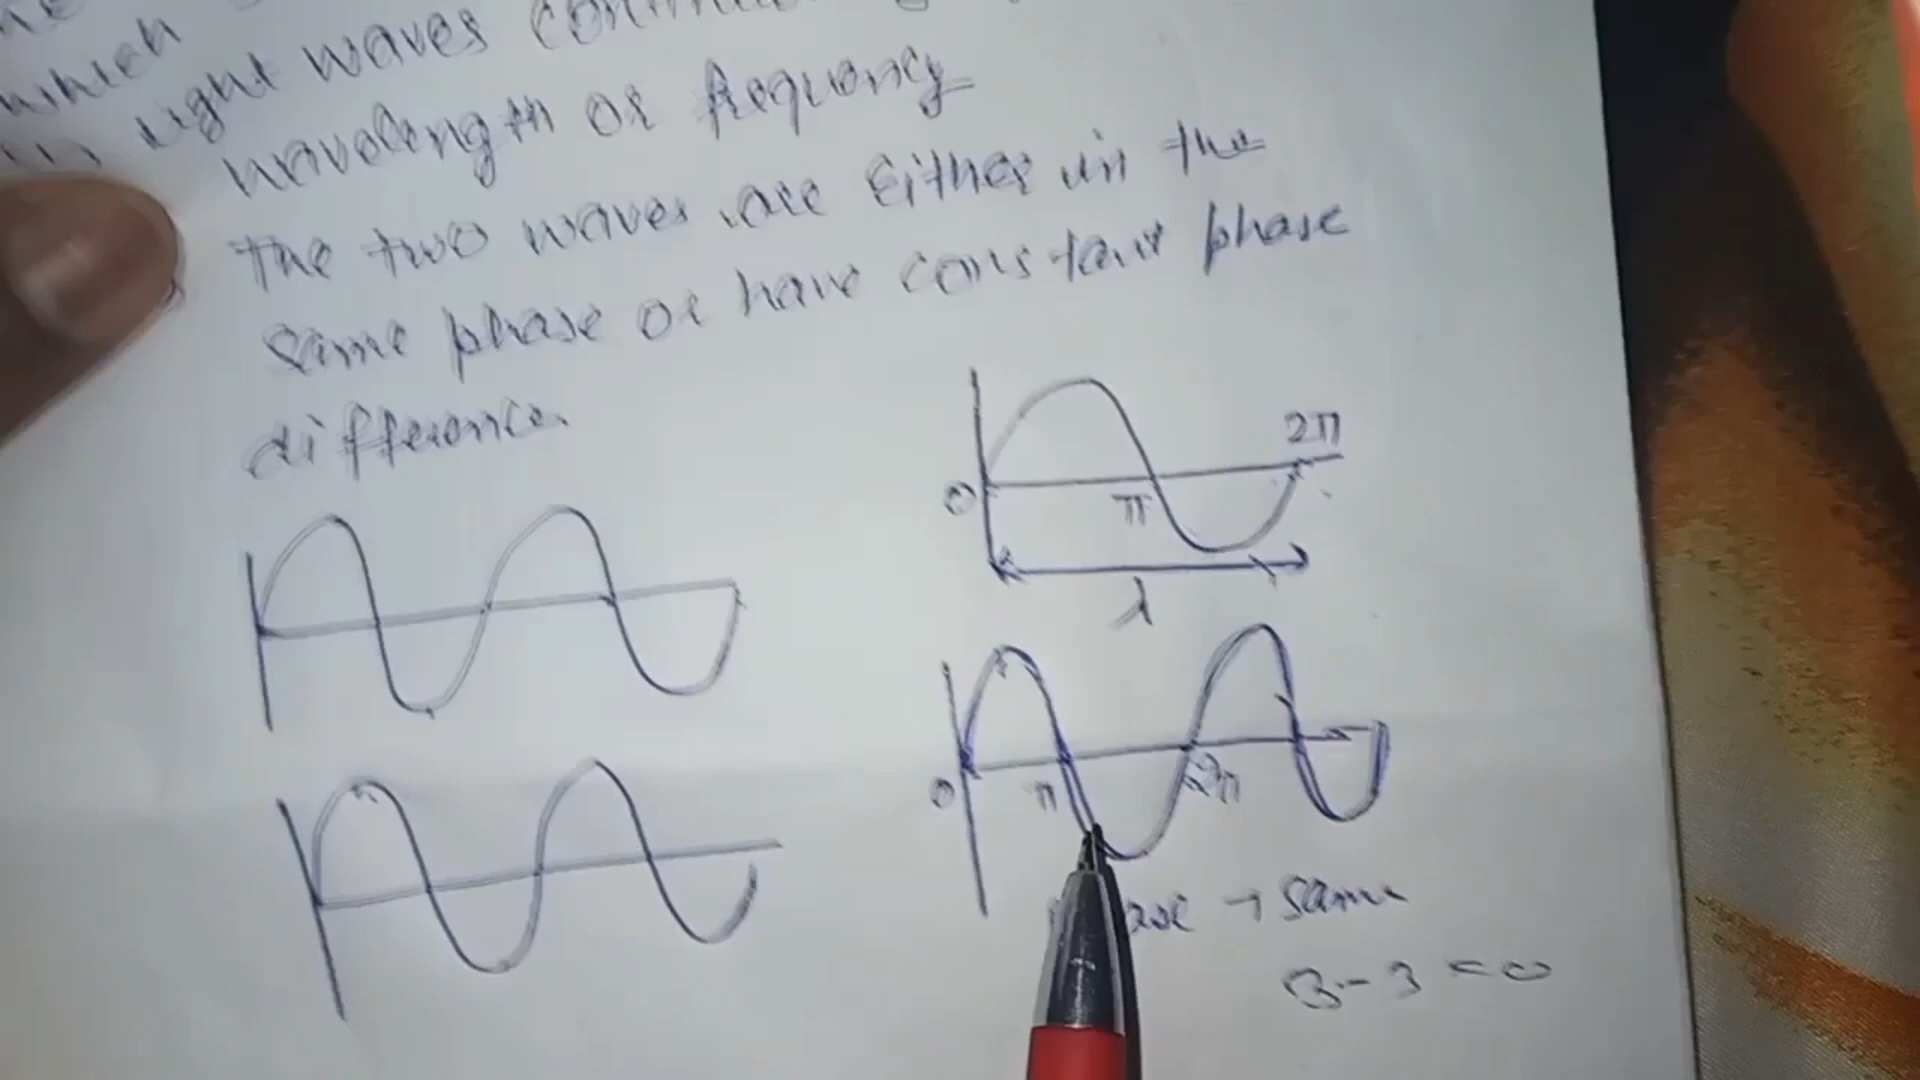 which
(1) Light waves
wavelength or frequency
The two waves are Either in the
same phase or have constant phase
difference.
2π
0
π
λ
0
π
2π
→ same
3-3=0